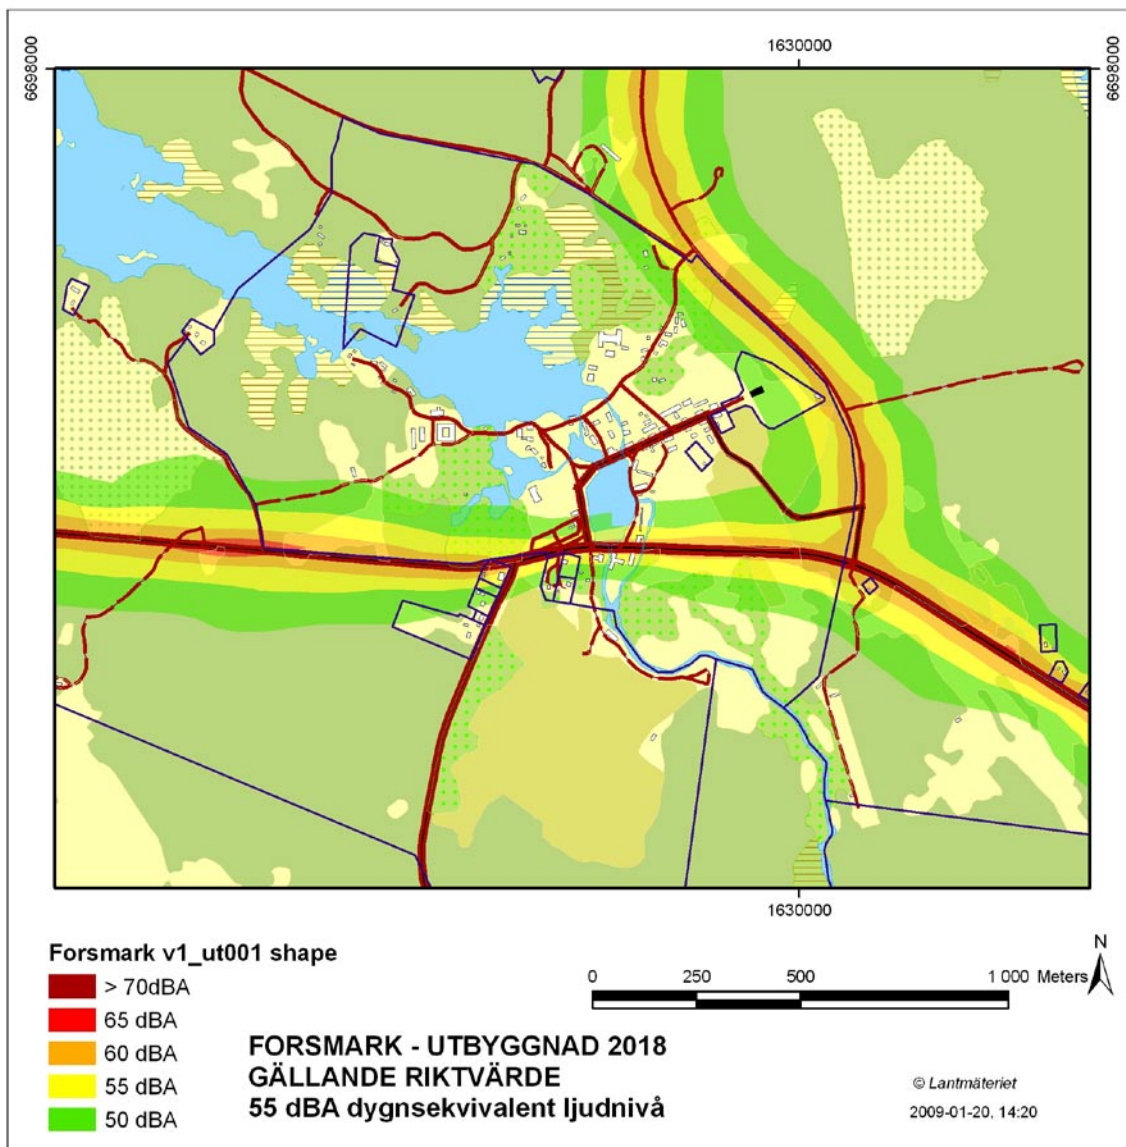 1630000
6698000
6698000
1630000
Forsmark v1_ut001 shape
> 70dBA
65 dBA
60 dBA
55 dBA
50 dBA
FORSMARK - UTBYGGNAD 2018
GÄLLANDE RIKTVÄRDE
55 dBA dygnsekvivalent ljudnivå
0 250 500 1 000 Meters
N
© Lantmäteriet
2009-01-20, 14:20